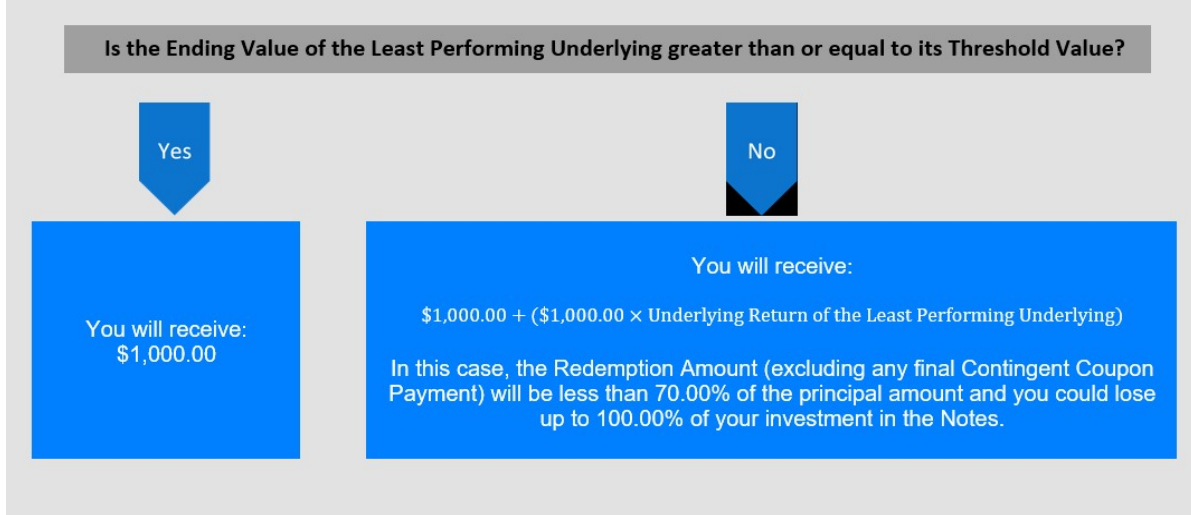 Is the Ending Value of the Least Performing Underlying greater than or equal to its Threshold Value?
Yes
No
You will receive:
$1,000.00
You will receive:
$1,000.00 + ($1,000.00 × Underlying Return of the Least Performing Underlying)
In this case, the Redemption Amount (excluding any final Contingent Coupon
Payment) will be less than 70.00% of the principal amount and you could lose
up to 100.00% of your investment in the Notes.